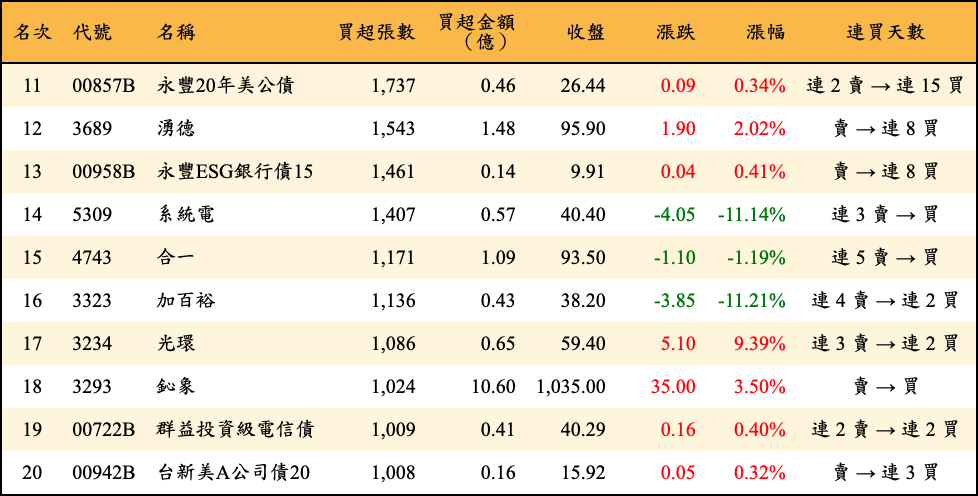 名次 代號 名稱 買超張數 買超金額（億） 收盤 漲跌 漲幅 連買天數
11 00857B 永豐20年美公債 1,737 0.46 26.44 0.09 0.34% 連 2 賣 → 連 15 買
12 3689 湧德 1,543 1.48 95.90 1.90 2.02% 賣 → 連 8 買
13 00958B 永豐ESG銀行債15 1,461 0.14 9.91 0.04 0.41% 賣 → 連 8 買
14 5309 系統電 1,407 0.57 40.40 -4.05 -11.14% 連 3 賣 → 買
15 4743 合一 1,171 1.09 93.50 -1.10 -1.19% 連 5 賣 → 買
16 3323 加百裕 1,136 0.43 38.20 -3.85 -11.21% 連 4 賣 → 連 2 買
17 3234 光環 1,086 0.65 59.40 5.10 9.39% 連 3 賣 → 連 2 買
18 3293 鈊象 1,024 10.60 1,035.00 35.00 3.50% 賣 → 買
19 00722B 群益投資級電信債 1,009 0.41 40.29 0.16 0.40% 連 2 賣 → 連 2 買
20 00942B 台新美A公司債20 1,008 0.16 15.92 0.05 0.32% 賣 → 連 3 買